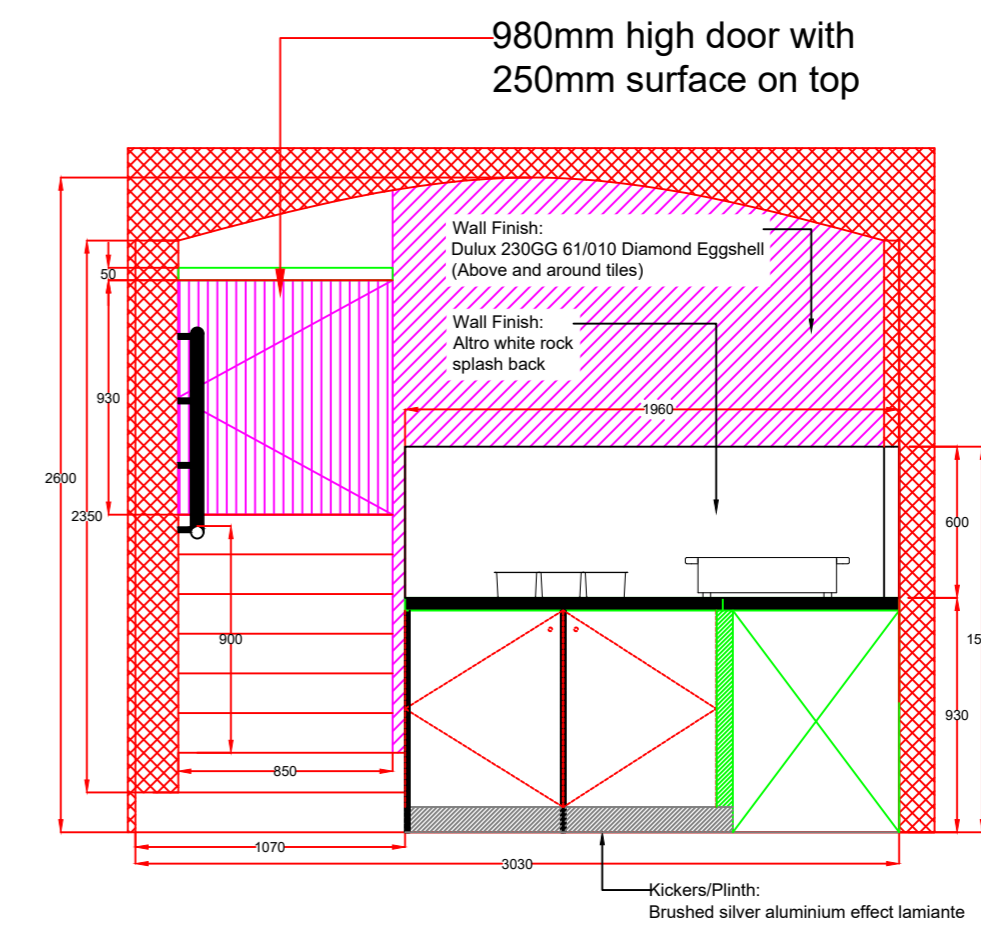 980mm high door with
250mm surface on top
Wall Finish:
Dulux 230GG 61/010 Diamond Eggshell
(Above and around tiles)
Wall Finish:
Altro white rock
splash back
50
930
2600
2350
1960
600
900
15
930
850
1070
3030
Kickers/Plinth:
Brushed silver aluminium effect lamiante